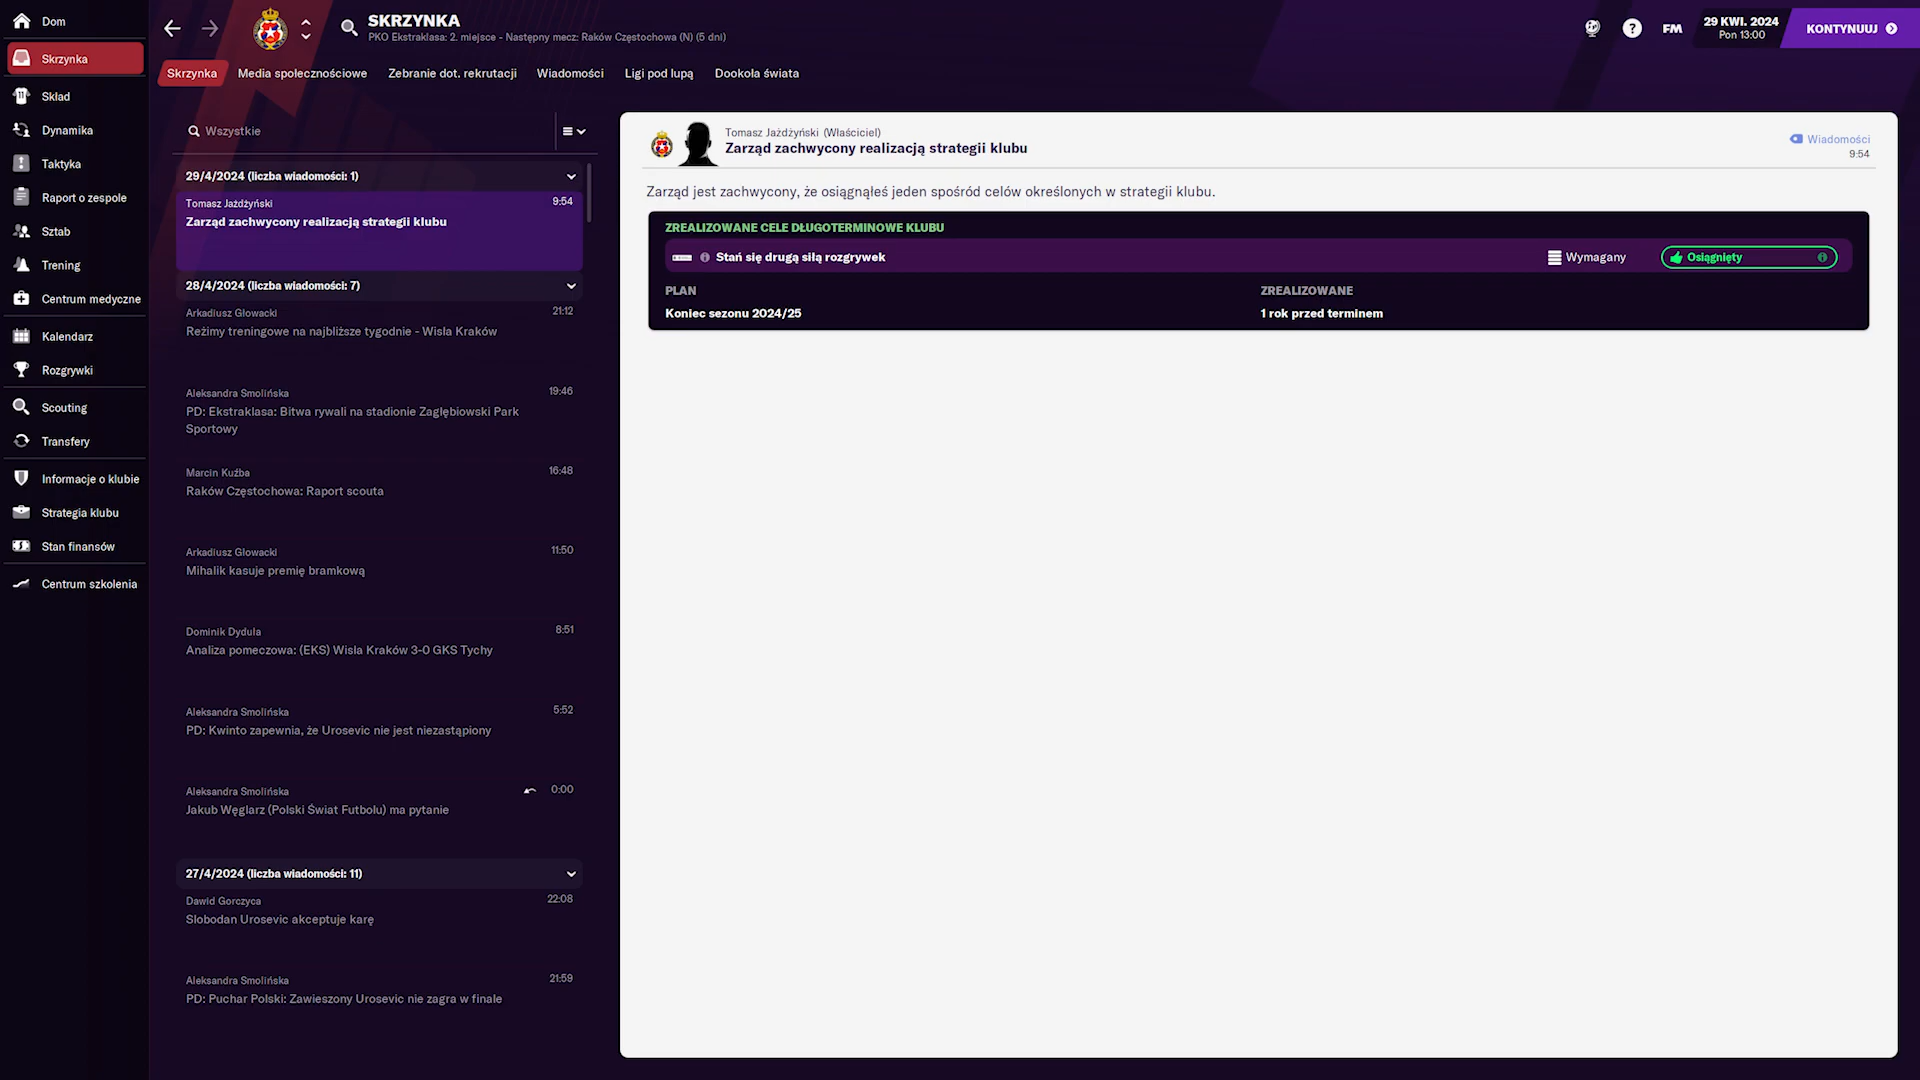 Dom
Skrzynka
Skład
Dynamika
Taktyka
Raport o zespole
Sztab
Trening
Centrum medyczne
Kalendarz
Rozgrywki
Scouting
Transfery
Informacje o klubie
Strategia klubu
Stan finansów
Centrum szkolenia
SKRZYNKA
PKO Ekstraklasa: 2. miejsce - Następny mecz: Raków Częstochowa (N) (5 dni)
FM
29 KWI. 2024
Pon 13:00
KONTYNUUJ
Skrzynka
Media społecznościowe
Zebranie dot. rekrutacji
Wiadomości
Ligi pod lupą
Dookoła świata
Wszystkie
29/4/2024 (liczba wiadomości: 1)
Tomasz Jażdżyński
9:54
Zarząd zachwycony realizacją strategii klubu
28/4/2024 (liczba wiadomości: 7)
Arkadiusz Głowacki
21:12
Reżimy treningowe na najbliższe tygodnie - Wisła Kraków
Aleksandra Smolińska
19:46
PD: Ekstraklasa: Bitwa rywali na stadionie Zagłębiowski Park
Sportowy
Marcin Kuźba
16:48
Raków Częstochowa: Raport scouta
Arkadiusz Głowacki
11:50
Mihalik kasuje premię bramkową
Dominik Dyduła
8:51
Analiza pomeczowa: (EKS) Wisła Kraków 3-0 GKS Tychy
Aleksandra Smolińska
5:52
PD: Kwinto zapewnia, że Urosevic nie jest niezastąpiony
Aleksandra Smolińska
0:00
Jakub Węglarz (Polski Świat Futbolu) ma pytanie
27/4/2024 (liczba wiadomości: 11)
Dawid Gorczyca
22:08
Slobodan Urosevic akceptuje karę
Aleksandra Smolińska
21:59
PD: Puchar Polski: Zawieszony Urosevic nie zagra w finale
Tomasz Jażdżyński (Właściciel)
Zarząd zachwycony realizacją strategii klubu
Wiadomości
9:54
Zarząd jest zachwycony, że osiągnąłeś jeden spośród celów określonych w strategii klubu.
ZREALIZOWANE CELE DŁUGOTERMINOWE KLUBU
Stań się drugą siłą rozgrywek
Wymagany
Osiągnięty
PLAN
ZREALIZOWANE
Koniec sezonu 2024/25
1 rok przed terminem